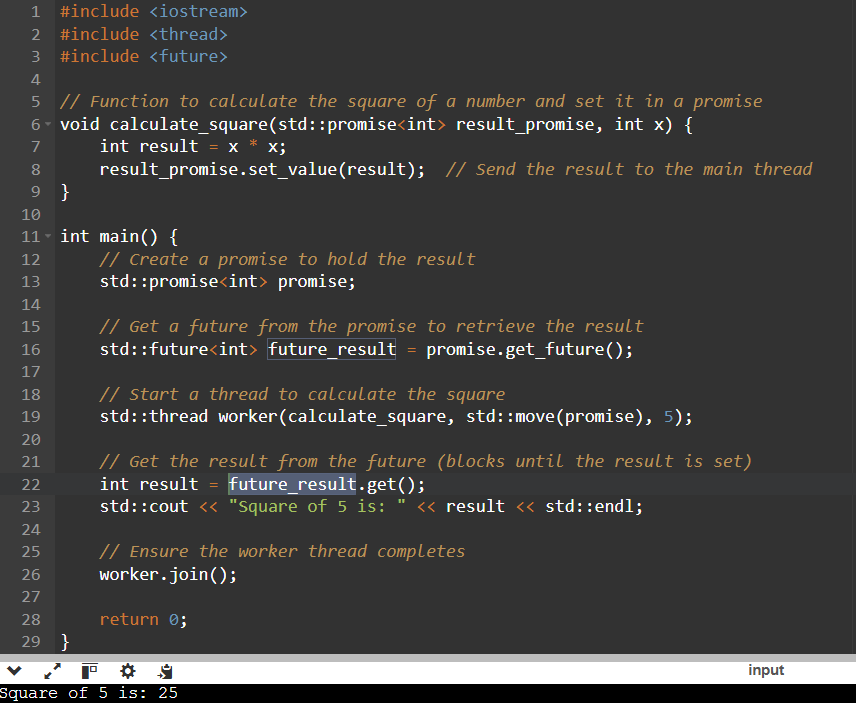 1 #include <iostream>
2 #include <thread>
3 #include <future>
4
5 // Function to calculate the square of a number and set it in a promise
6 void calculate_square(std::promise<int> result_promise, int x) {
7     int result = x * x;
8     result_promise.set_value(result);  // Send the result to the main thread
9 }
10
11 int main() {
12     // Create a promise to hold the result
13     std::promise<int> promise;
14
15     // Get a future from the promise to retrieve the result
16     std::future<int> future_result = promise.get_future();
17
18     // Start a thread to calculate the square
19     std::thread worker(calculate_square, std::move(promise), 5);
20
21     // Get the result from the future (blocks until the result is set)
22     int result = future_result.get();
23     std::cout << "Square of 5 is: " << result << std::endl;
24
25     // Ensure the worker thread completes
26     worker.join();
27
28     return 0;
29 }
input
Square of 5 is: 25